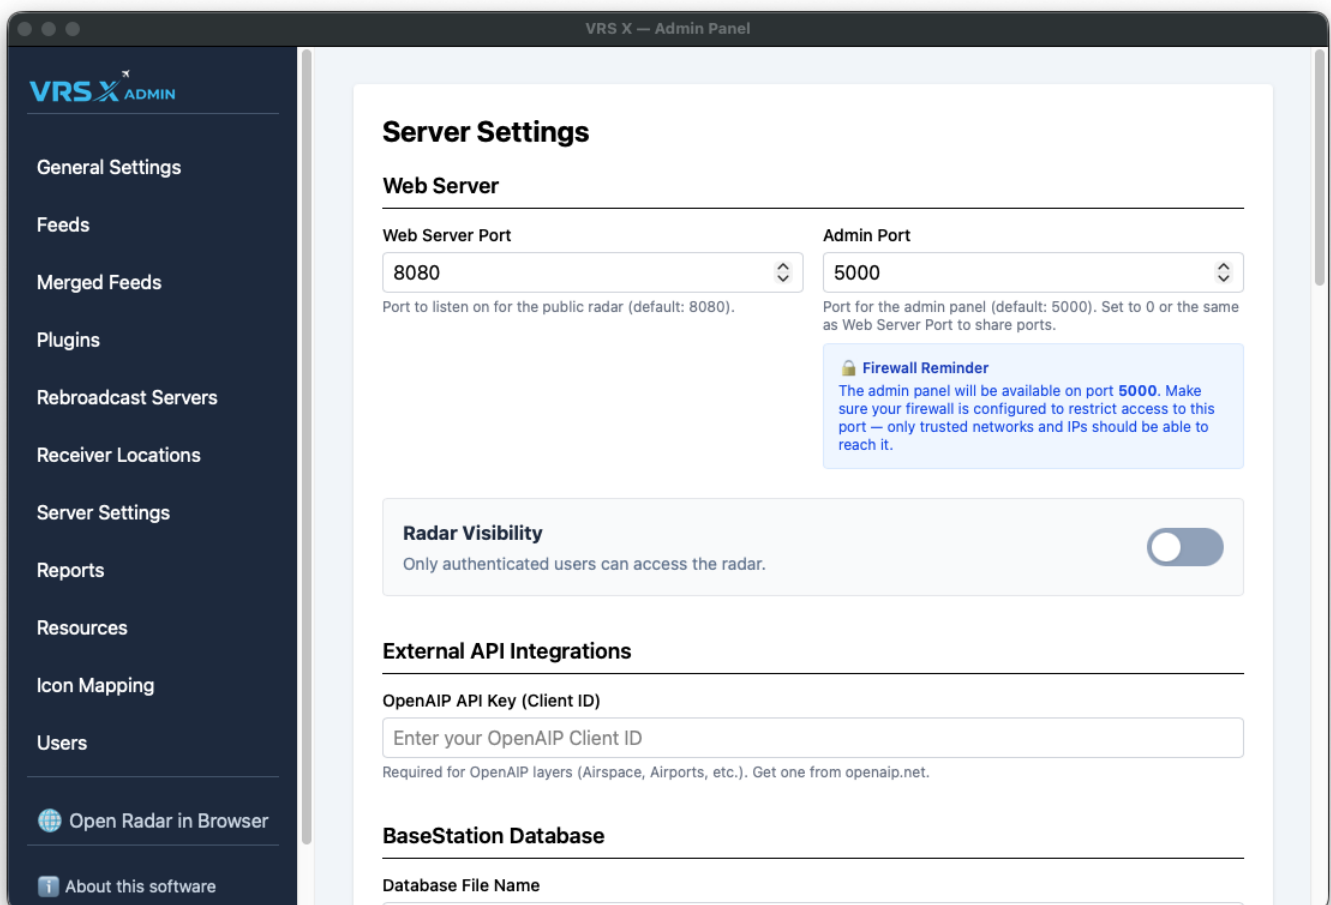 VRS X — Admin Panel
VRS X ADMIN
General Settings
Feeds
Merged Feeds
Plugins
Rebroadcast Servers
Receiver Locations
Server Settings
Reports
Resources
Icon Mapping
Users
Open Radar in Browser
About this software
Server Settings
Web Server
Web Server Port
8080
Port to listen on for the public radar (default: 8080).
Admin Port
5000
Port for the admin panel (default: 5000). Set to 0 or the same
as Web Server Port to share ports.
Firewall Reminder
The admin panel will be available on port 5000. Make
sure your firewall is configured to restrict access to this
port — only trusted networks and IPs should be able to
reach it.
Radar Visibility
Only authenticated users can access the radar.
External API Integrations
OpenAIP API Key (Client ID)
Enter your OpenAIP Client ID
Required for OpenAIP layers (Airspace, Airports, etc.). Get one from openaip.net.
BaseStation Database
Database File Name